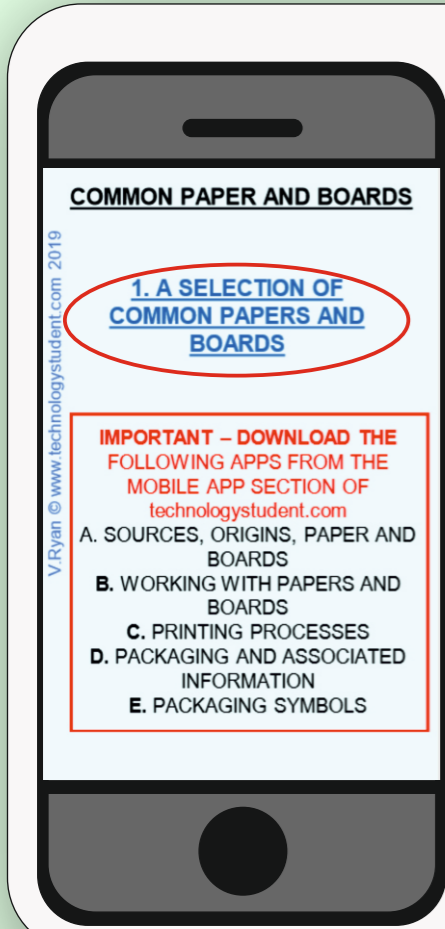 COMMON PAPER AND BOARDS
V.Ryan © www.technologystudent.com 2019
1. A SELECTION OF
COMMON PAPERS AND
BOARDS
IMPORTANT – DOWNLOAD THE
FOLLOWING APPS FROM THE
MOBILE APP SECTION OF
technologystudent.com
A. SOURCES, ORIGINS, PAPER AND
BOARDS
B. WORKING WITH PAPERS AND
BOARDS
C. PRINTING PROCESSES
D. PACKAGING AND ASSOCIATED
INFORMATION
E. PACKAGING SYMBOLS